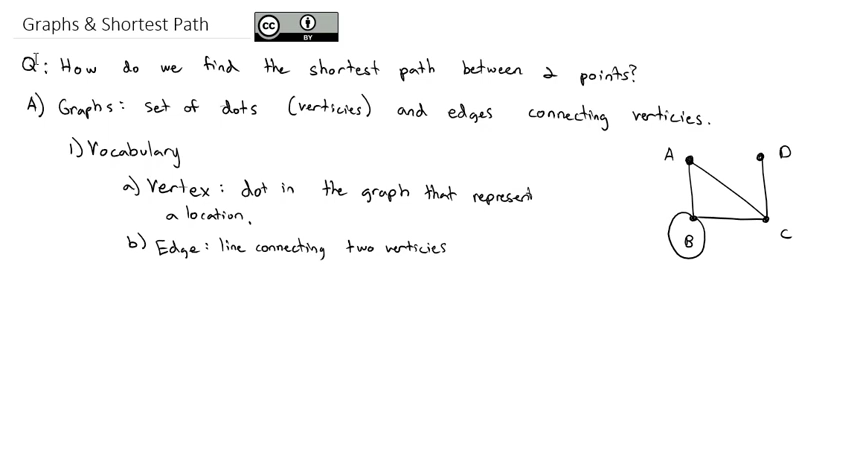 Graphs & Shortest Path
cc BY
Q: How do we find the shortest path between 2 points?
A) Graphs: set of dots (verticies) and edges connecting verticies.
1) Vocabulary
a) Vertex: dot in the graph that represent
a location.
b) Edge: line connecting two verticies
A D
B C